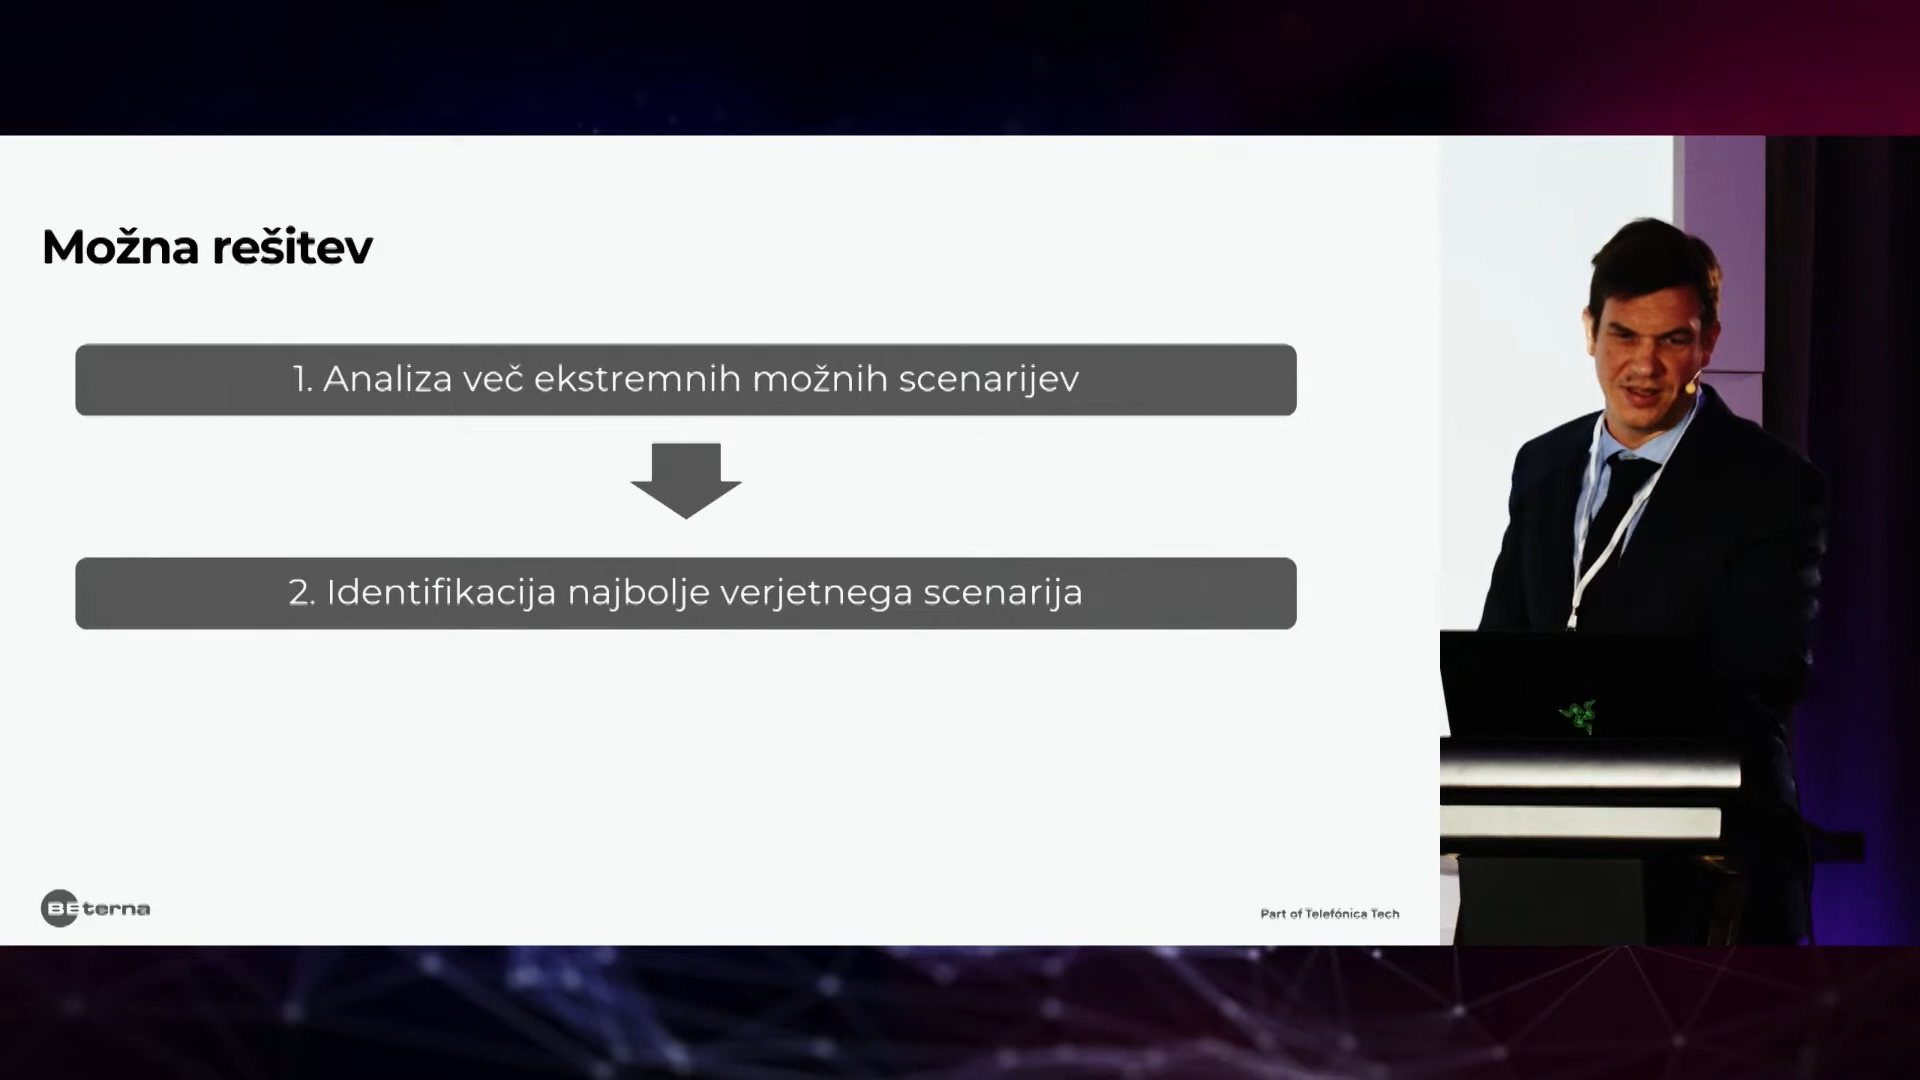 Možna rešitev
1. Analiza več ekstremnih možnih scenarijev
2. Identifikacija najbolje verjetnega scenarija
BEterna
Part of Telefónica Tech